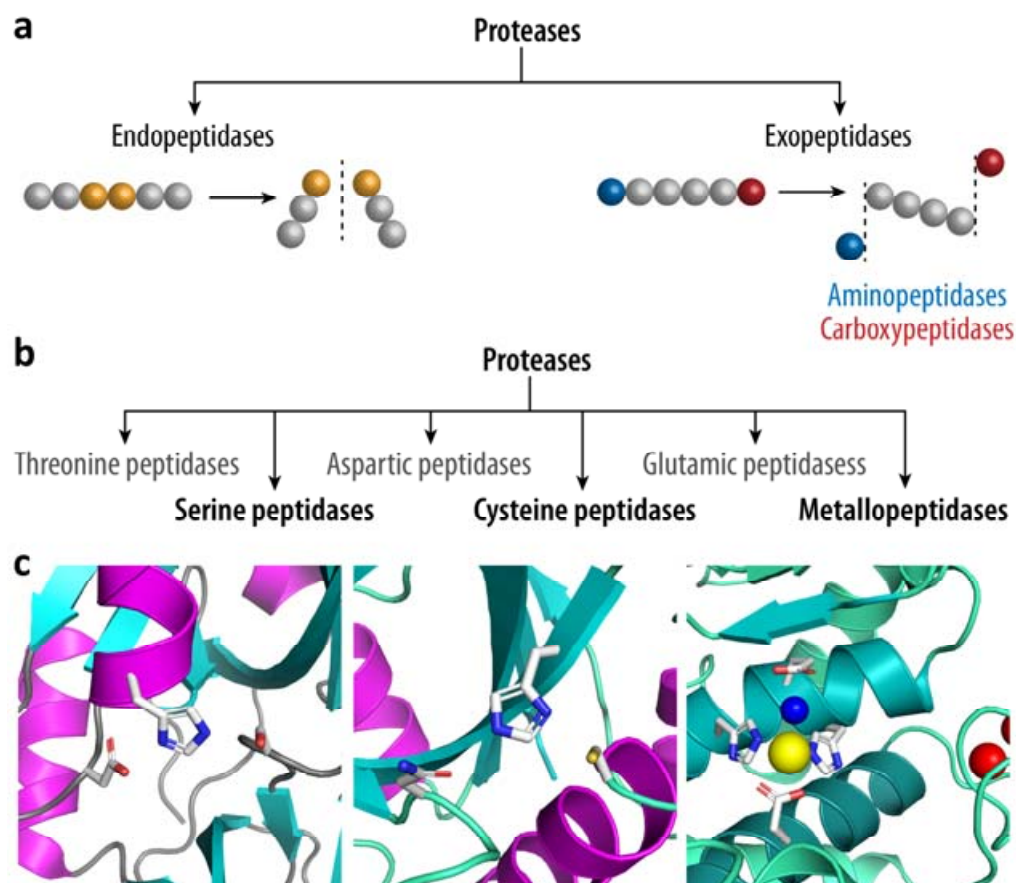 a
Proteases
Endopeptidases
Exopeptidases
Aminopeptidases
Carboxypeptidases
b
Proteases
Threonine peptidases
Aspartic peptidases
Glutamic peptidasess
Serine peptidases
Cysteine peptidases
Metallopeptidases
c